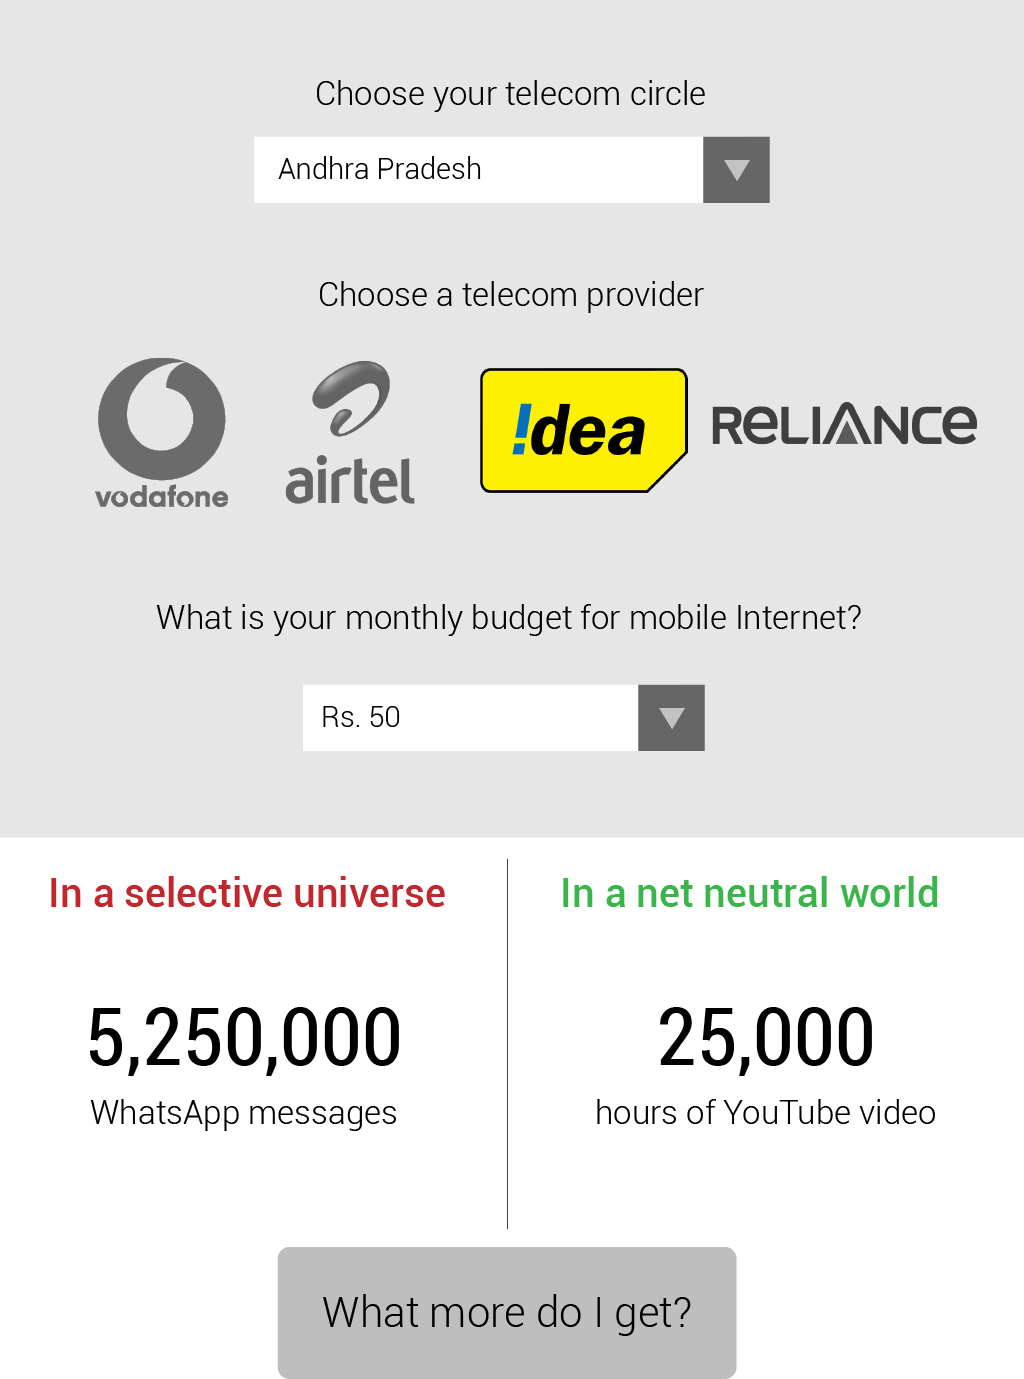 Choose your telecom circle
Andhra Pradesh
Choose a telecom provider
vodafone
airtel
!dea
RELIANCE
What is your monthly budget for mobile Internet?
Rs. 50
In a selective universe
In a net neutral world
5,250,000
25,000
WhatsApp messages
hours of YouTube video
What more do I get?